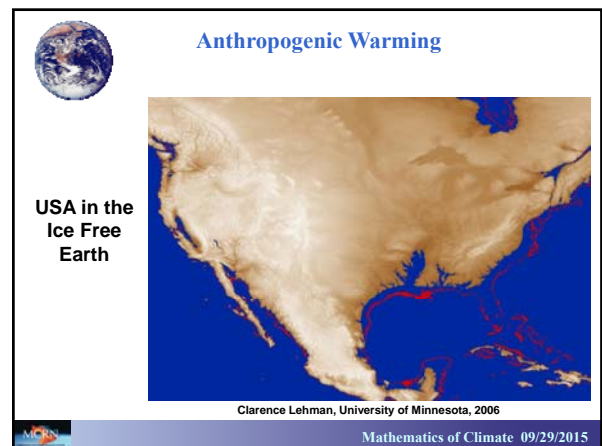 Anthropogenic Warming
USA in the
Ice Free
Earth
Clarence Lehman, University of Minnesota, 2006
MCRN
Mathematics of Climate 09/29/2015